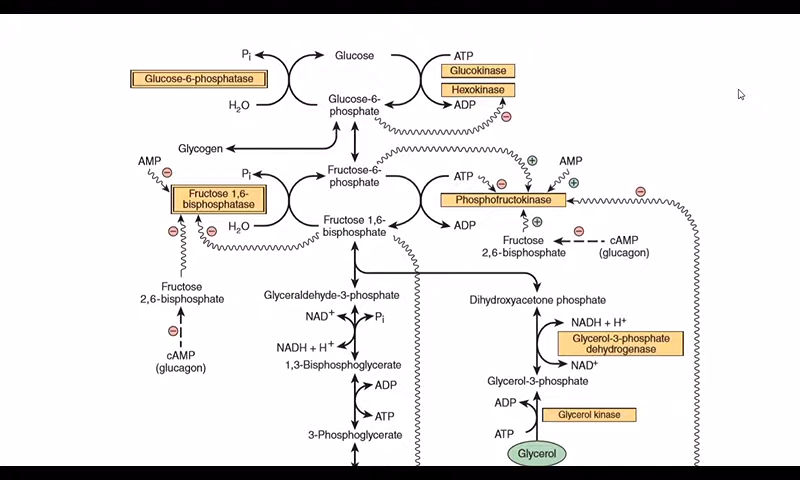 Pi
Glucose
ATP
Glucose-6-phosphatase
Glucokinase
Hexokinase
H2O
Glucose-6-
phosphate
ADP
Glycogen
AMP
Pi
Fructose-6-
phosphate
ATP
AMP
Fructose 1,6-
bisphosphatase
Phosphofructokinase
H2O
Fructose 1,6-
bisphosphate
ADP
Fructose
2,6-bisphosphate
cAMP
(glucagon)
Fructose
2,6-bisphosphate
cAMP
(glucagon)
Glyceraldehyde-3-phosphate
Dihydroxyacetone phosphate
NAD+
Pi
NADH + H+
NADH + H+
Glycerol-3-phosphate
dehydrogenase
NAD+
1,3-Bisphosphoglycerate
Glycerol-3-phosphate
ADP
ATP
ADP
Glycerol kinase
ATP
3-Phosphoglycerate
Glycerol